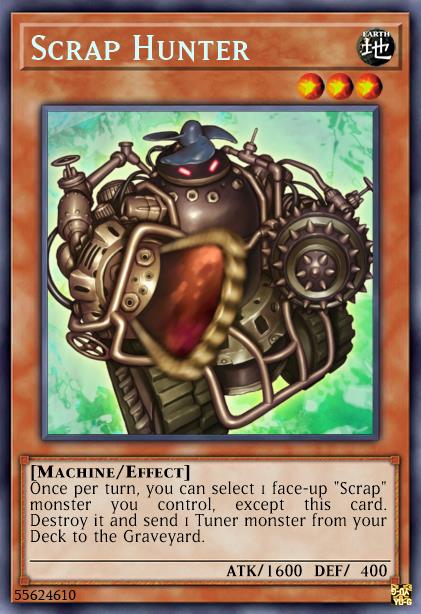 Scrap Hunter
EARTH
地
[Machine/Effect]
Once per turn, you can select 1 face-up "Scrap"
monster you control, except this card.
Destroy it and send 1 Tuner monster from your
Deck to the Graveyard.
ATK/1600 DEF/ 400
55624610